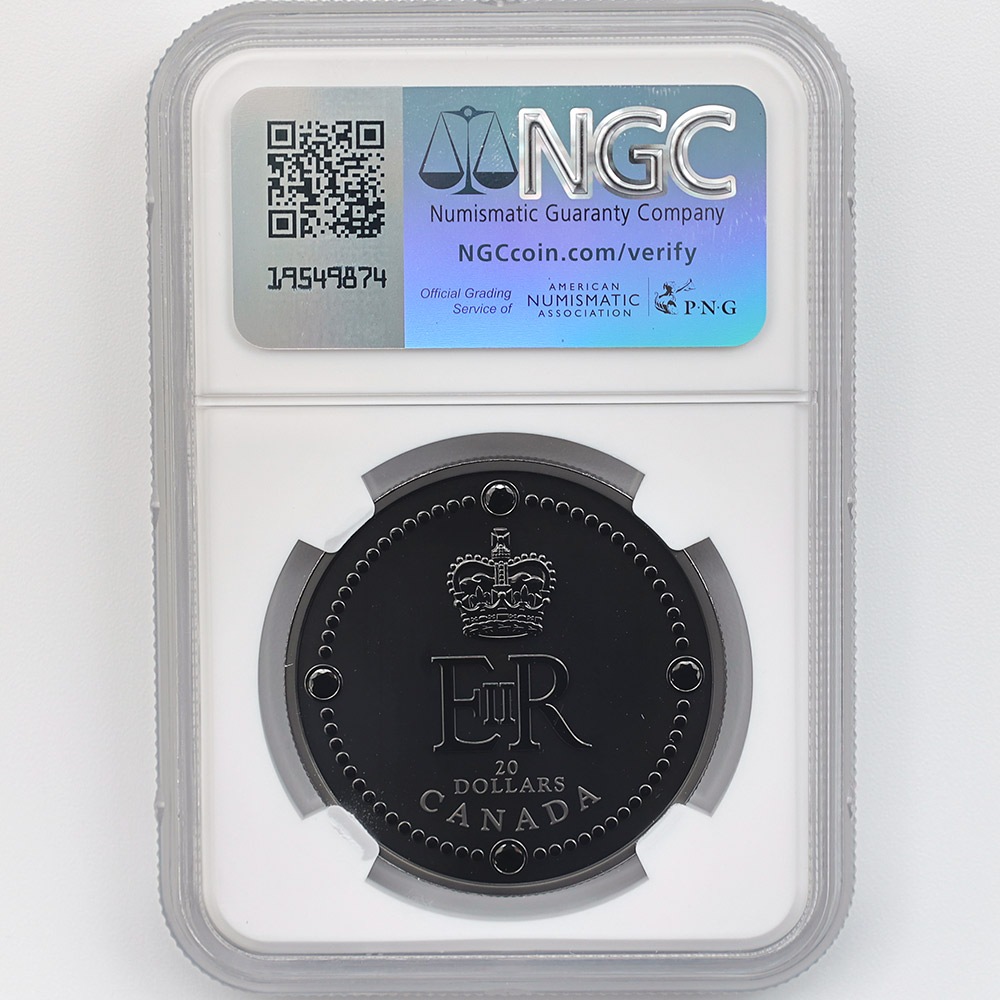 NGC
Numismatic Guaranty Company
NGCcoin.com/verify
19549874
Official Grading
Service of
AMERICAN
NUMISMATIC
ASSOCIATION
P·N·G
EIIR
20
DOLLARS
CANADA